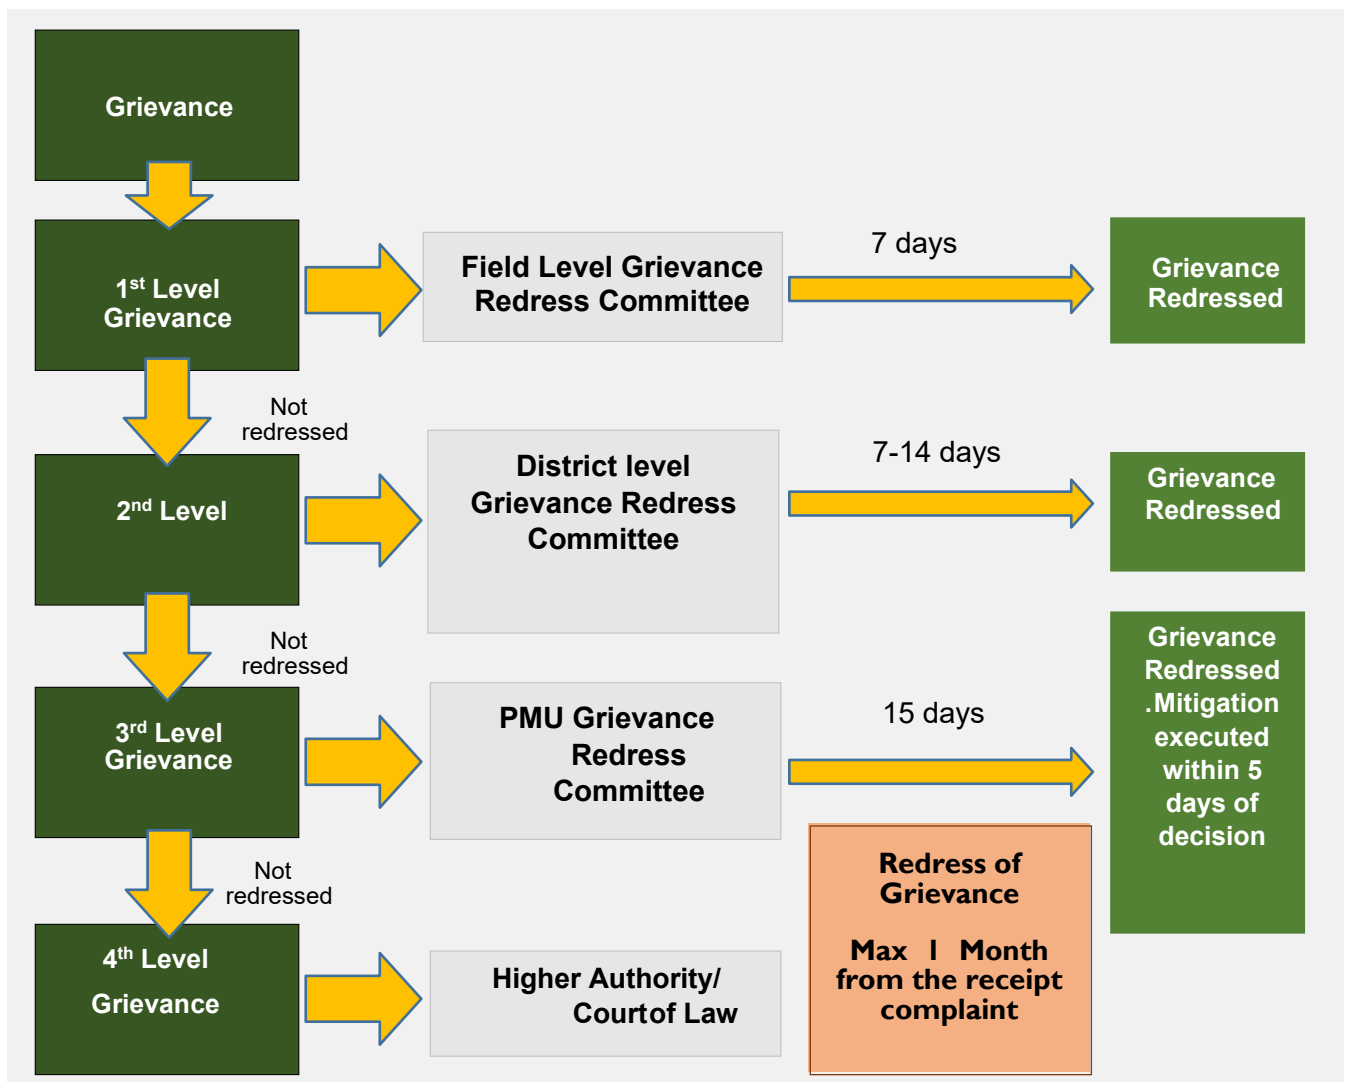 Grievance
1st Level
Grievance
Field Level Grievance
Redress Committee
7 days
Grievance
Redressed
Not
redressed
2nd Level
District level
Grievance Redress
Committee
7-14 days
Grievance
Redressed
Not
redressed
3rd Level
Grievance
PMU Grievance
Redress
Committee
15 days
Grievance
Redressed
.Mitigation
executed
within 5
days of
decision
Not
redressed
4th Level
Grievance
Higher Authority/
Courtof Law
Redress of
Grievance
Max 1 Month
from the receipt
complaint